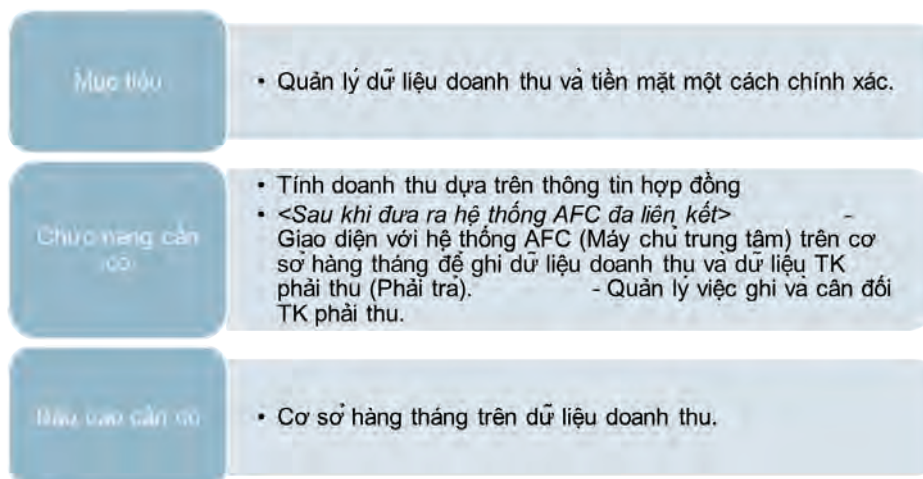 Mục tiêu
• Quản lý dữ liệu doanh thu và tiền mặt một cách chính xác.
Chức năng cần
có
• Tính doanh thu dựa trên thông tin hợp đồng
• <Sau khi đưa ra hệ thống AFC đa liên kết> -
Giao diện với hệ thống AFC (Máy chủ trung tâm) trên cơ
sở hàng tháng để ghi dữ liệu doanh thu và dữ liệu TK
phải thu (Phải trả). - Quản lý việc ghi và cân đối
TK phải thu.
Báo cáo cần có
• Cơ sở hàng tháng trên dữ liệu doanh thu.